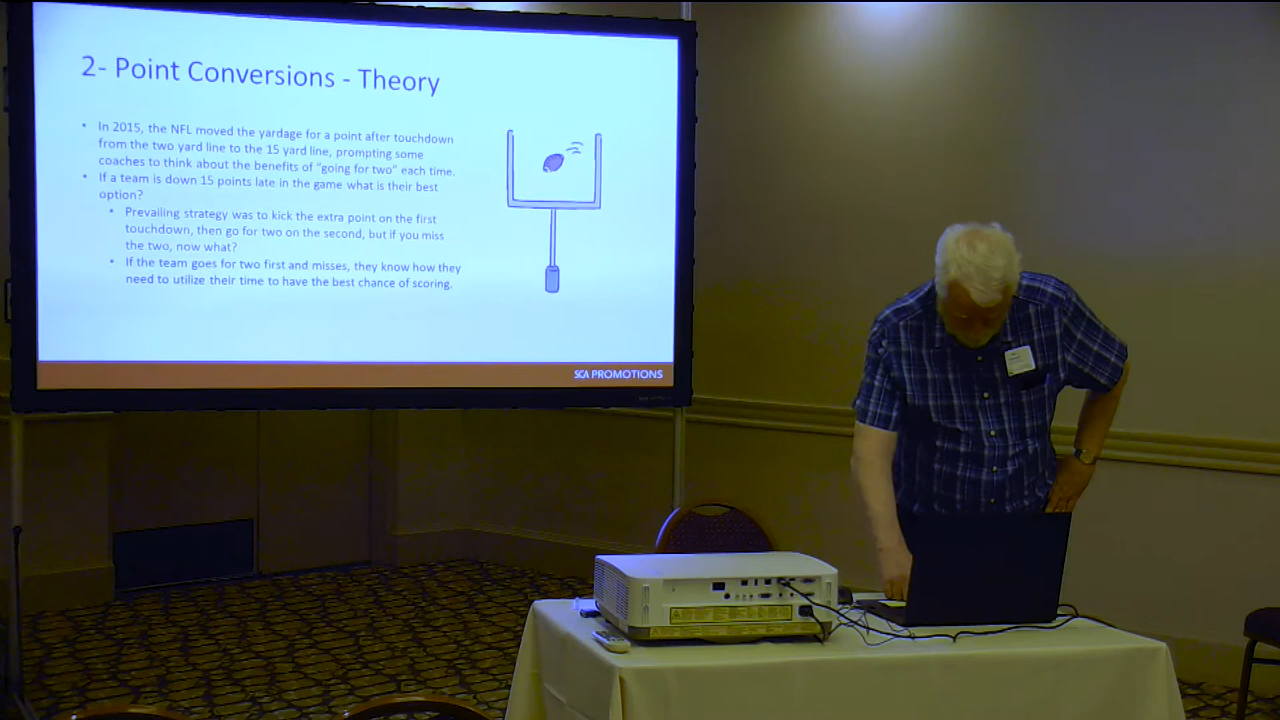 2- Point Conversions - Theory
• In 2015, the NFL moved the yardage for a point after touchdown
from the two yard line to the 15 yard line, prompting some
coaches to think about the benefits of “going for two” each time.
• If a team is down 15 points late in the game what is their best
option?
• Prevailing strategy was to kick the extra point on the first
touchdown, then go for two on the second, but if you miss
the two, now what?
• If the team goes for two first and misses, they know how they
need to utilize their time to have the best chance of scoring.
SCA PROMOTIONS